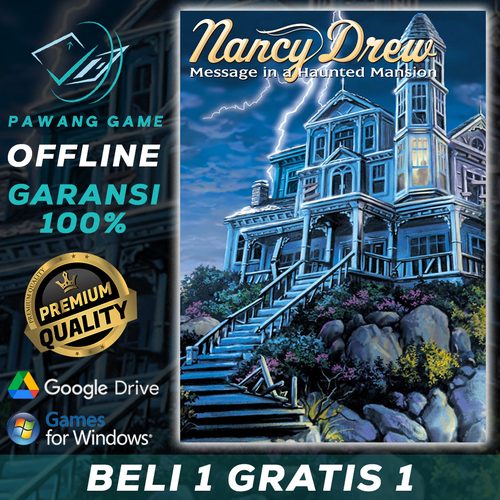 Nancy Drew
Message in a Haunted Mansion
PAWANG GAME
OFFLINE
GARANSI
100%
PREMIUM
QUALITY
Google Drive
Games
for Windows®
BELI 1 GRATIS 1